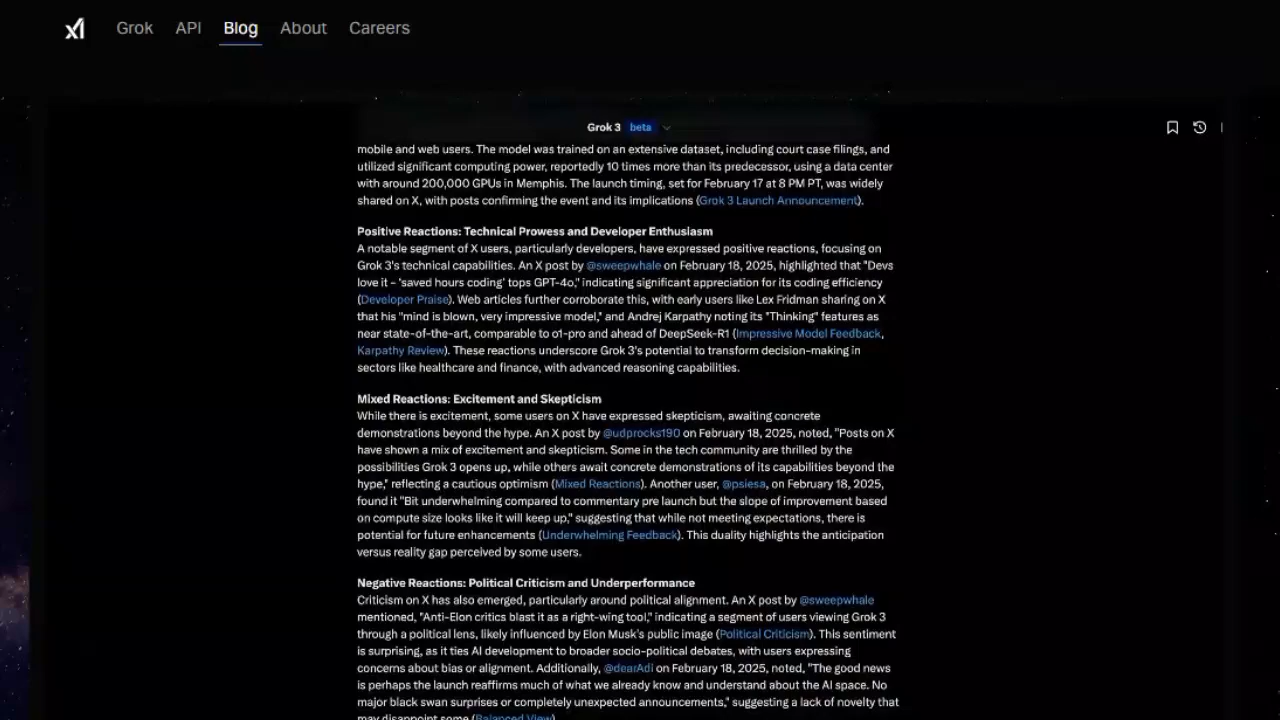 xI Grok API Blog About Careers
Grok 3 beta
mobile and web users. The model was trained on an extensive dataset, including court case filings, and
utilized significant computing power, reportedly 10 times more than its predecessor, using a data center
with around 200,000 GPUs in Memphis. The launch timing, set for February 17 at 8 PM PT, was widely
shared on X, with posts confirming the event and its implications (Grok 3 Launch Announcement).
Positive Reactions: Technical Prowess and Developer Enthusiasm
A notable segment of X users, particularly developers, have expressed positive reactions, focusing on
Grok 3's technical capabilities. An X post by @sweepwhale on February 18, 2025, highlighted that "Devs
love it – 'saved hours coding' tops GPT-4o," indicating significant appreciation for its coding efficiency
(Developer Praise). Web articles further corroborate this, with early users like Lex Fridman sharing on X
that his "mind is blown, very impressive model," and Andrej Karpathy noting its "Thinking" features as
near state-of-the-art, comparable to o1-pro and ahead of DeepSeek-R1 (Impressive Model Feedback,
Karpathy Review). These reactions underscore Grok 3's potential to transform decision-making in
sectors like healthcare and finance, with advanced reasoning capabilities.
Mixed Reactions: Excitement and Skepticism
While there is excitement, some users on X have expressed skepticism, awaiting concrete
demonstrations beyond the hype. An X post by @udprocks190 on February 18, 2025, noted, "Posts on X
have shown a mix of excitement and skepticism. Some in the tech community are thrilled by the
possibilities Grok 3 opens up, while others await concrete demonstrations of its capabilities beyond the
hype," reflecting a cautious optimism (Mixed Reactions). Another user, @psiesa, on February 18, 2025,
found it "Bit underwhelming compared to commentary pre launch but the slope of improvement based
on compute size looks like it will keep up," suggesting that while not meeting expectations, there is
potential for future enhancements (Underwhelming Feedback). This duality highlights the anticipation
versus reality gap perceived by some users.
Negative Reactions: Political Criticism and Underperformance
Criticism on X has also emerged, particularly around political alignment. An X post by @sweepwhale
mentioned, "Anti-Elon critics blast it as a right-wing tool," indicating a segment of users viewing Grok 3
through a political lens, likely influenced by Elon Musk's public image (Political Criticism). This sentiment
is surprising, as it ties AI development to broader socio-political debates, with users expressing
concerns about bias or alignment. Additionally, @dearAdi on February 18, 2025, noted, "The good news
is perhaps the launch reaffirms much of what we already know and understand about the AI space. No
major black swan surprises or completely unexpected announcements," suggesting a lack of novelty that
may disappoint some (Balanced View).